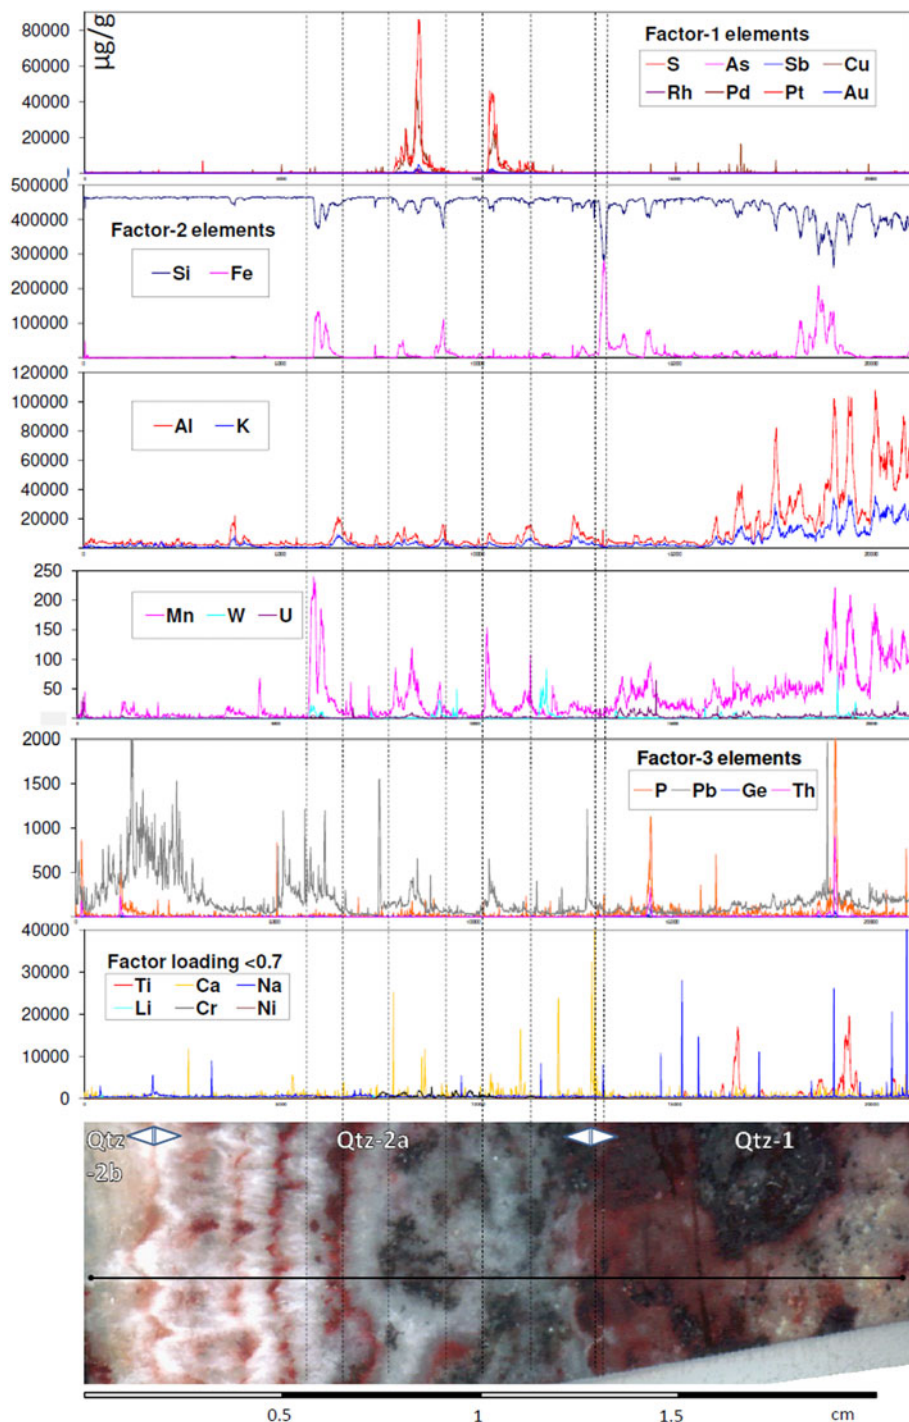 µg/g
80000
60000
40000
20000
Factor-1 elements
S As Sb Cu
Rh Pd Pt Au
500000
400000
300000
200000
100000
0
Factor-2 elements
Si Fe
120000
100000
80000
60000
40000
20000
Al K
250
150
100
50
Mn W U
2000
1500
1000
500
0
Factor-3 elements
P Pb Ge Th
40000
30000
20000
10000
0
Factor loading <0.7
Ti Ca Na
Li Cr Ni
Qtz
-2b
Qtz-2a
Qtz-1
0.5 1 1.5 cm